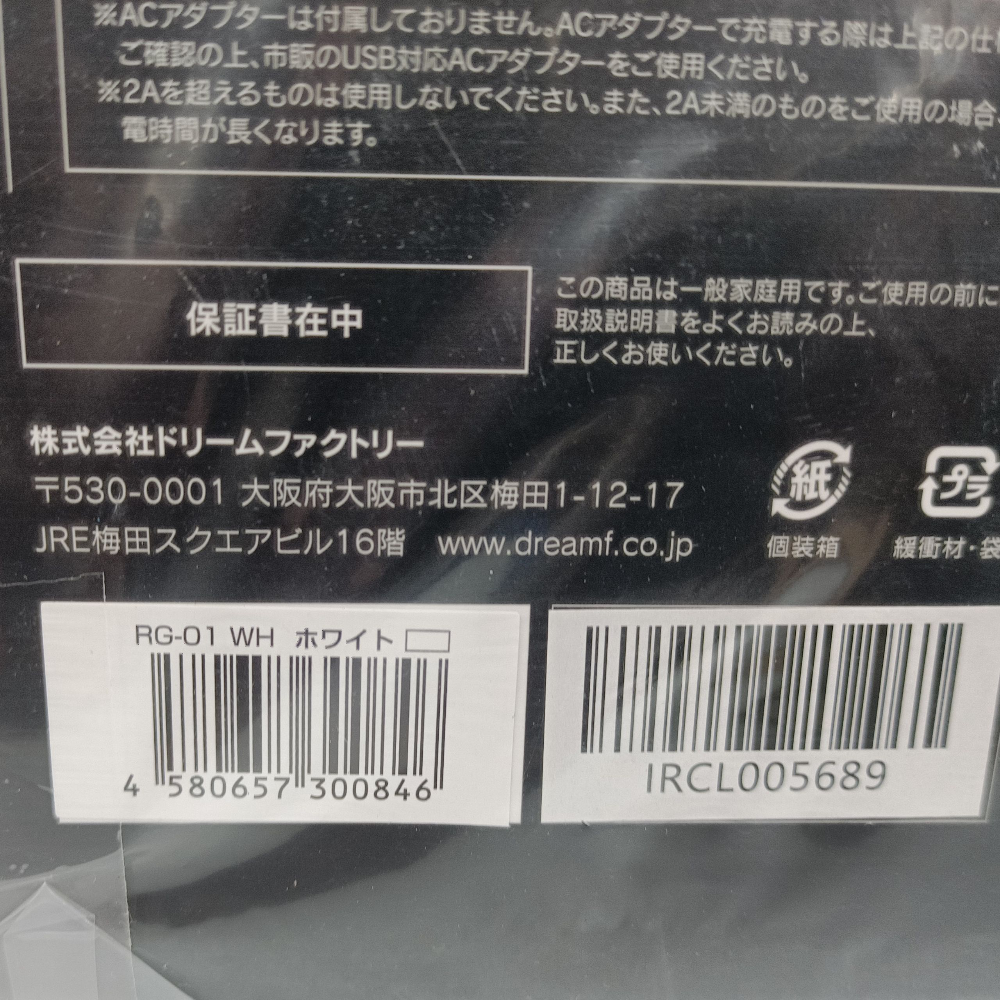 ※ACアダプターは付属しておりません。ACアダプターで充電する際は上記の仕
ご確認の上、市販のUSB対応ACアダプターをご使用ください。
※2Aを超えるものは使用しないでください。また、2A未満のものをご使用の場合、
電時間が長くなります。
保証書在中
この商品は一般家庭用です。ご使用の前に
取扱説明書をよくお読みの上、
正しくお使いください。
株式会社ドリームファクトリー
〒530-0001 大阪府大阪市北区梅田1-12-17
JRE梅田スクエアビル16階 www.dreamf.co.jp
紙
個装箱
プラ
緩衝材・袋
RG-01 WH ホワイト
4 580657 300846
IRCL005689